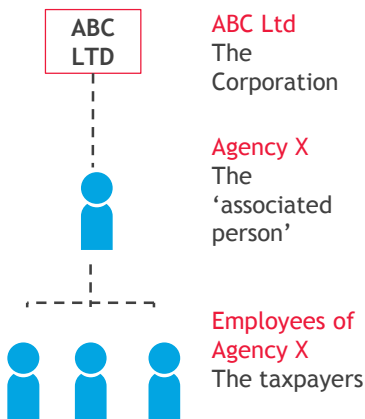 ABC
LTD
ABC Ltd
The
Corporation
Agency X
The
‘associated
person’
Employees of
Agency X
The taxpayers